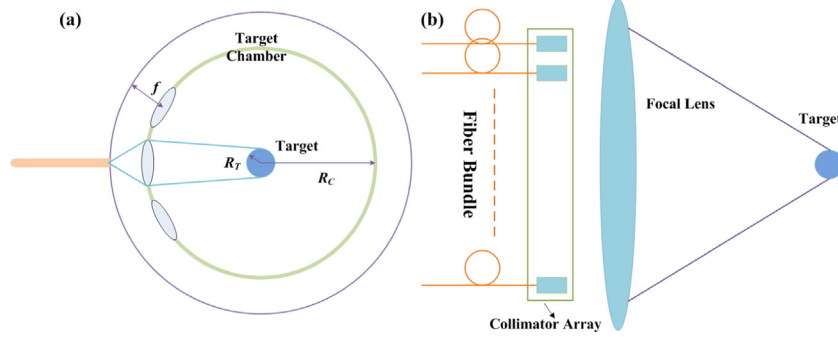 (a)
Target
Chamber
f
Target
R_T
R_C
(b)
Fiber Bundle
Focal Lens
Target
Collimator Array